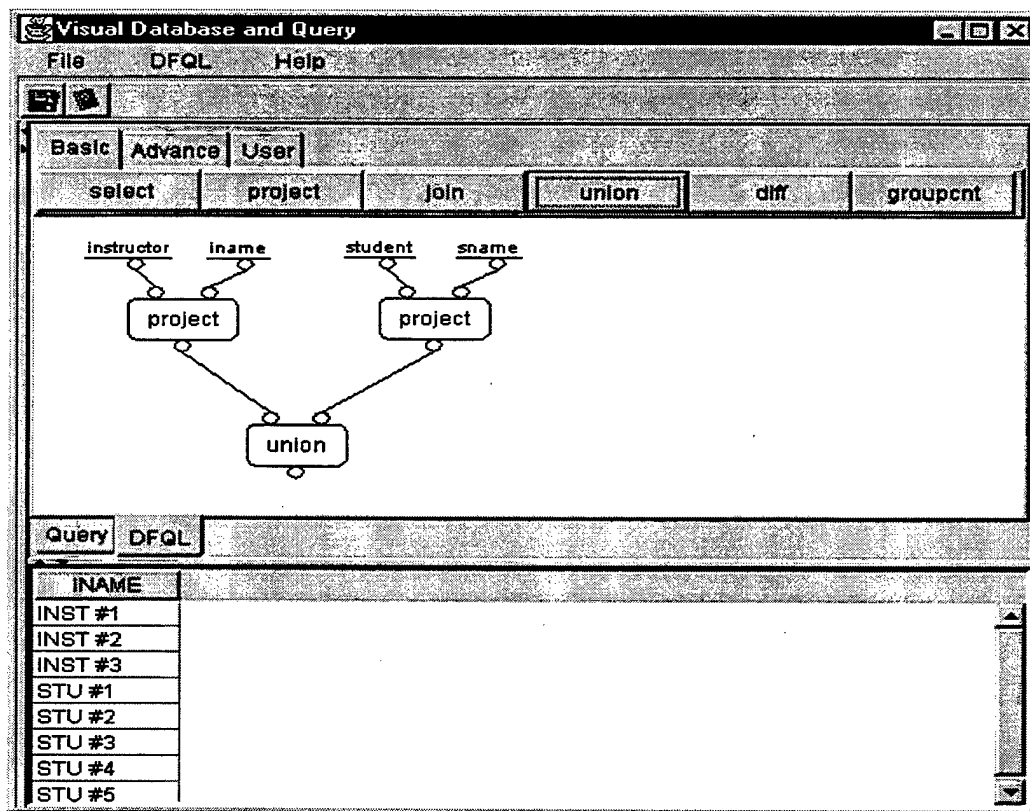 Visual Database and Query
File DFQL Help
Basic Advance User
select project join union diff groupcnt
instructor iname student sname
project project
union
Query DFQL
INAME
INST #1
INST #2
INST #3
STU #1
STU #2
STU #3
STU #4
STU #5